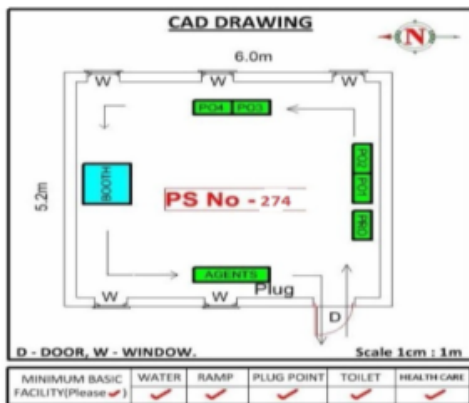 CAD DRAWING
N
6.0m
W W W
PO4 PO3
5.2m
BOOTH
PO2
PO1
PRO
PS No - 274
AGENTS
Plug
W W
D
D - DOOR, W - WINDOW. Scale 1cm : 1m
MINIMUM BASIC FACILITY(Please ✓) WATER RAMP PLUG POINT TOILET HEALTH CARE
✓ ✓ ✓ ✓ ✓